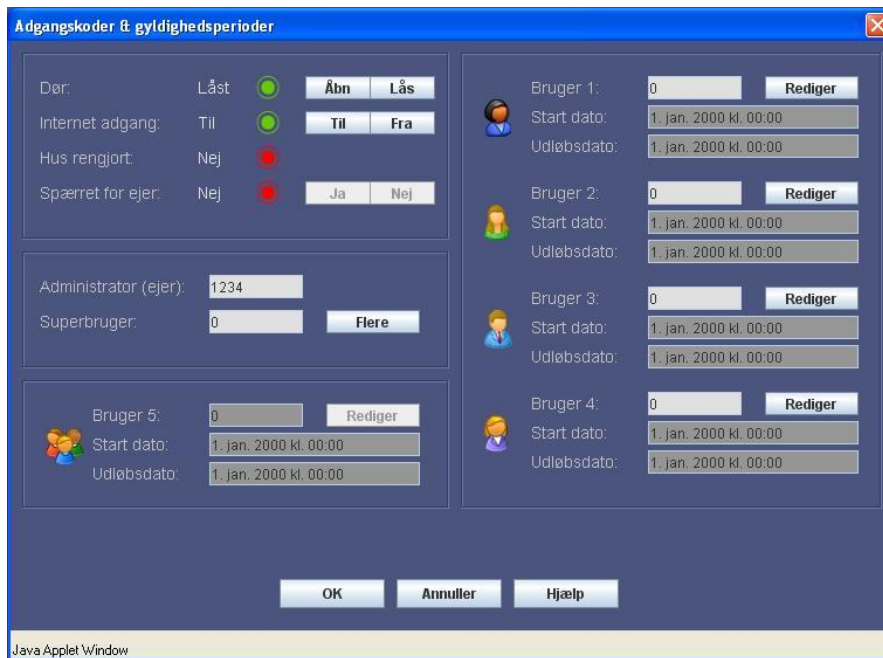 Adgangskoder & gyldighedsperioder
Dør: Låst Åbn Lås
Internet adgang: Til Til Fra
Hus rengjort: Nej
Spærret for ejer: Nej Ja Nej
Administrator (ejer): 1234
Superbruger: 0 Flere
Bruger 5: 0 Rediger
Start dato: 1. jan. 2000 kl. 00:00
Udløbsdato: 1. jan. 2000 kl. 00:00
Bruger 1: 0 Rediger
Start dato: 1. jan. 2000 kl. 00:00
Udløbsdato: 1. jan. 2000 kl. 00:00
Bruger 2: 0 Rediger
Start dato: 1. jan. 2000 kl. 00:00
Udløbsdato: 1. jan. 2000 kl. 00:00
Bruger 3: 0 Rediger
Start dato: 1. jan. 2000 kl. 00:00
Udløbsdato: 1. jan. 2000 kl. 00:00
Bruger 4: 0 Rediger
Start dato: 1. jan. 2000 kl. 00:00
Udløbsdato: 1. jan. 2000 kl. 00:00
OK Annuller Hjælp
Java Applet Window